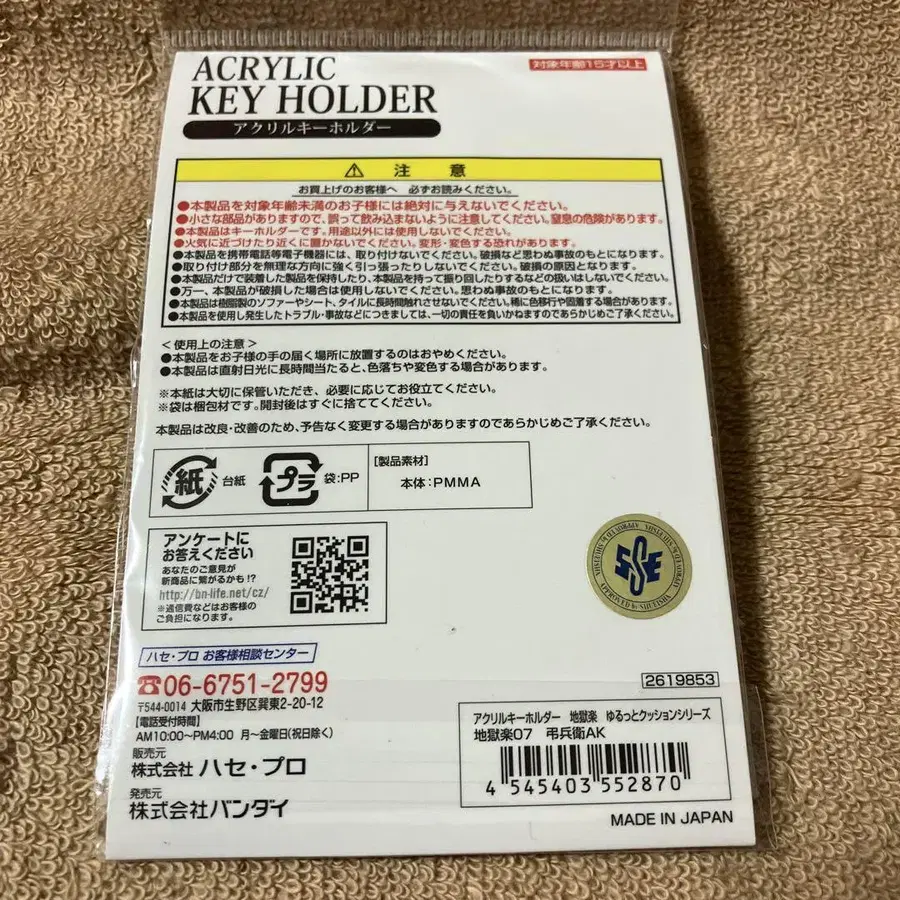 ACRYLIC
KEY HOLDER
アクリルキーホルダー
対象年齢15才以上
⚠ 注 意
お買上げのお客様へ 必ずお読みください。
●本製品を対象年齢未満のお子様には絶対に与えないでください。
●小さな部品がありますので、誤って飲み込まないように注意してください。窒息の危険があります。
●本製品はキーホルダーです。用途以外には使用しないでください。
●火気に近づけたり近くに置かないでください。変形・変色する恐れがあります。
●本製品を携帯電話等電子機器には、取り付けないでください。破損など思わぬ事故のもとになります。
●取り付け部分を無理な方向に強く引っ張ったりしないでください。破損の原因となります。
●本製品だけで装着した製品を保持したり、本製品を持って振り回したりするなどの扱いはしないでください。
●万一、本製品が破損した場合は使用しないでください。思わぬ事故のもとになります。
●本製品は樹脂製のソファーやシート、タイルに長時間触れさせないでください。稀に色移行や固着する場合があります。
●本製品を使用し発生したトラブル・事故などにつきましては、一切の責任を負いかねますのであらかじめご了承ください。
＜使用上の注意＞
●本製品をお子様の手の届く場所に放置するのはおやめください。
●本製品は直射日光に長時間当たると、色落ちや変色する場合があります。
※本紙は大切に保管いただき、必要に応じてお役立てください。
※袋は梱包材です。開封後はすぐに捨ててください。
本製品は改良・改善のため、予告なく変更する場合がありますのであらかじめご了承ください。
紙 台紙 プラ 袋:PP
[製品素材]
本体:PMMA
アンケートに
お答えください
あなたのご意見が
新商品に繋がるかも!?
http://bn-life.net/cz/
※通信費などはお客様の
ご負担になります。
APPROVED by SHUEISHA
ハセ・プロ お客様相談センター
☎06-6751-2799
〒544-0014 大阪市生野区巽東2-20-12
【電話受付時間】
AM10:00〜PM4:00 月〜金曜日(祝日除く)
販売元
株式会社 ハセ・プロ
発売元
株式会社バンダイ
2619853
アクリルキーホルダー 地獄楽 ゆるっとクッションシリーズ
地獄楽07 弔兵衛AK
4 545403 552870
MADE IN JAPAN